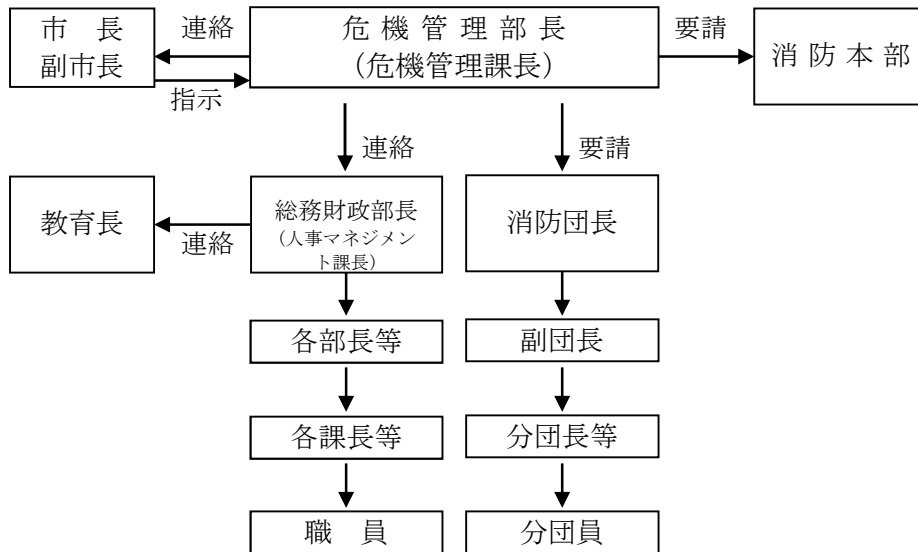 市　長
副市長
連絡
指示
危 機 管 理 部 長
（危機管理課長）
要請
消 防 本 部
連絡
要請
教育長
連絡
総務財政部長
（人事マネジメン
ト課長）
消防団長
各部長等
副団長
各課長等
分団長等
職　員
分団員